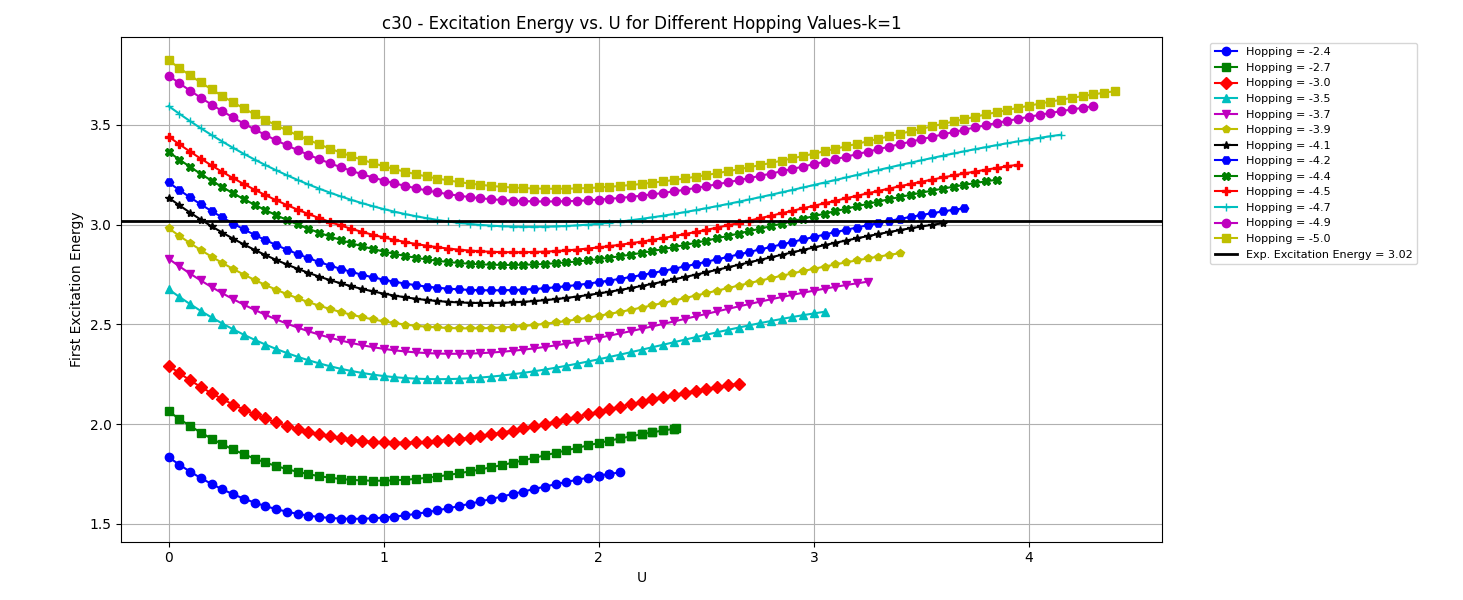 c30 - Excitation Energy vs. U for Different Hopping Values-k=1
First Excitation Energy
3.5
3.0
2.5
2.0
1.5
0 1 2 3 4
U
Hopping = -2.4
Hopping = -2.7
Hopping = -3.0
Hopping = -3.5
Hopping = -3.7
Hopping = -3.9
Hopping = -4.1
Hopping = -4.2
Hopping = -4.4
Hopping = -4.5
Hopping = -4.7
Hopping = -4.9
Hopping = -5.0
Exp. Excitation Energy = 3.02